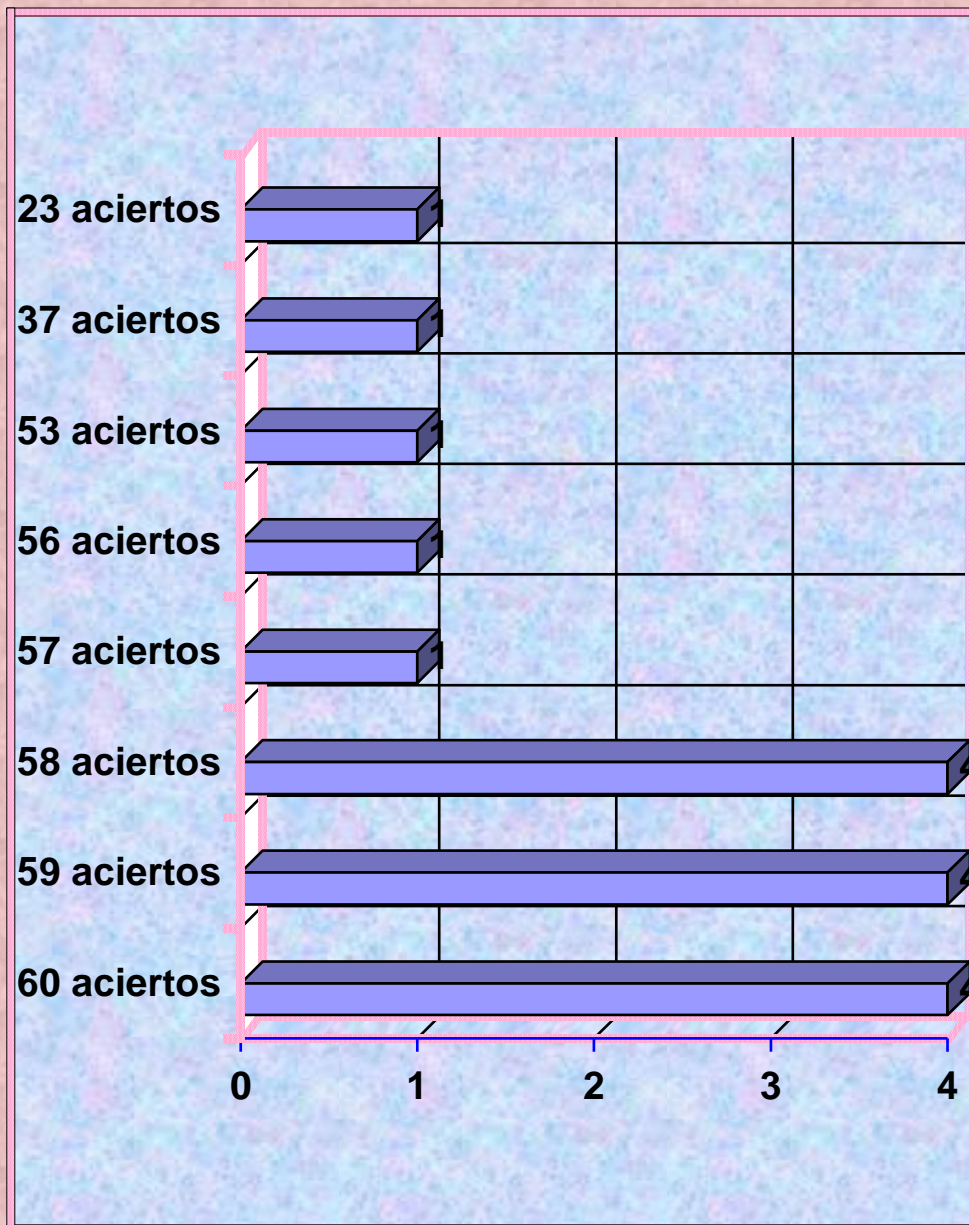 23 aciertos
1
37 aciertos
1
53 aciertos
1
56 aciertos
1
57 aciertos
1
58 aciertos
4
59 aciertos
4
60 aciertos
4
0 1 2 3 4